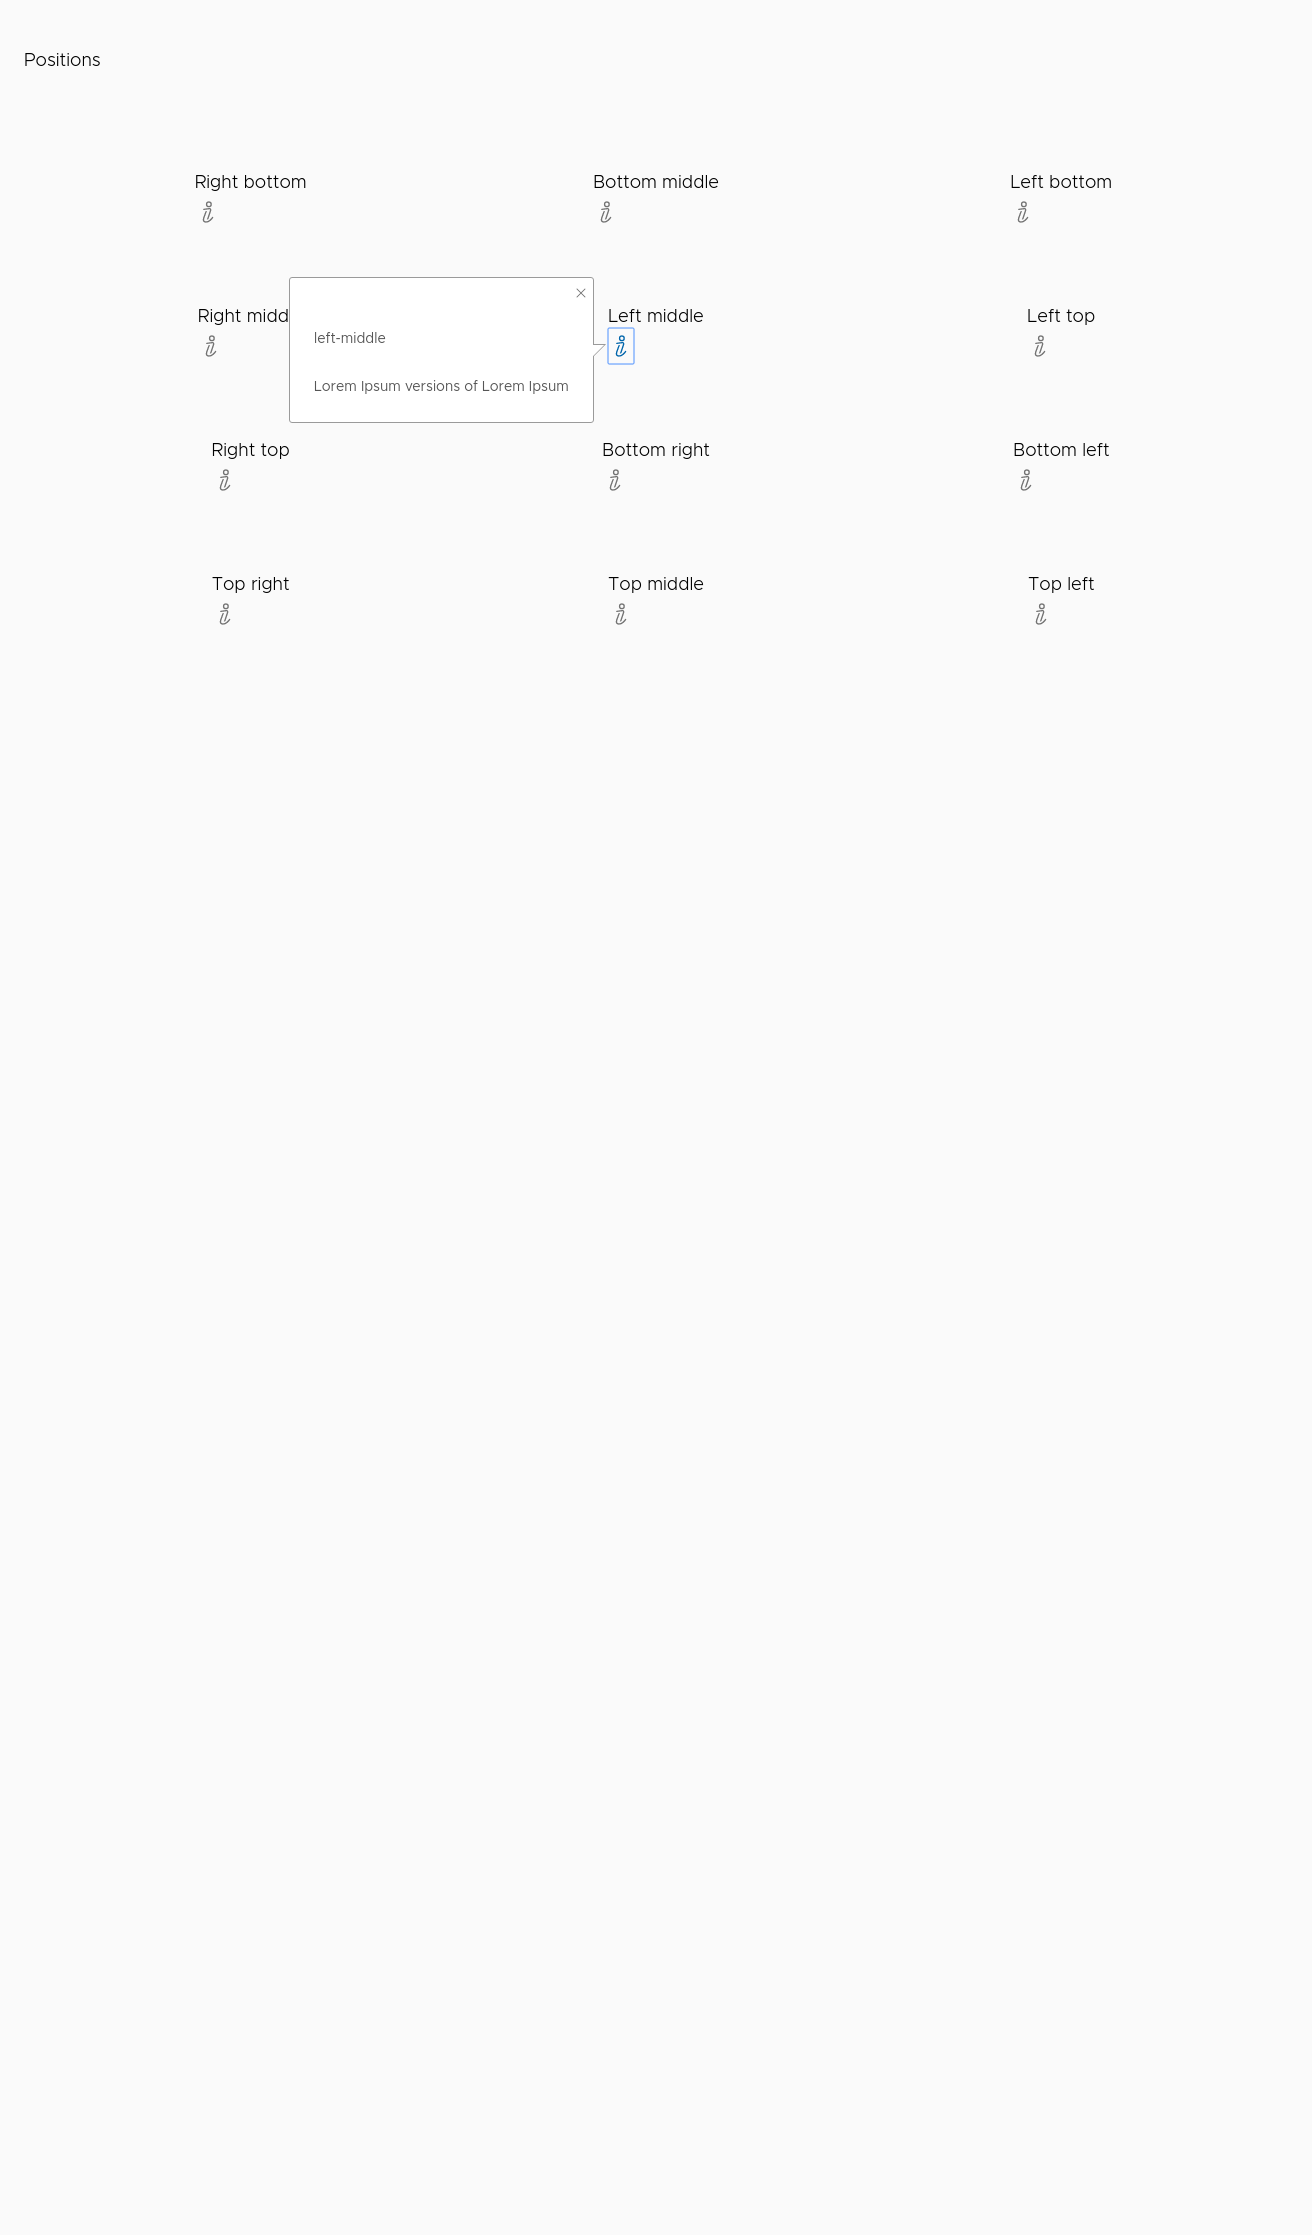 Positions
Right bottom
Bottom middle
Left bottom
Right midd
left-middle
Lorem Ipsum versions of Lorem Ipsum
Left middle
Left top
Right top
Bottom right
Bottom left
Top right
Top middle
Top left